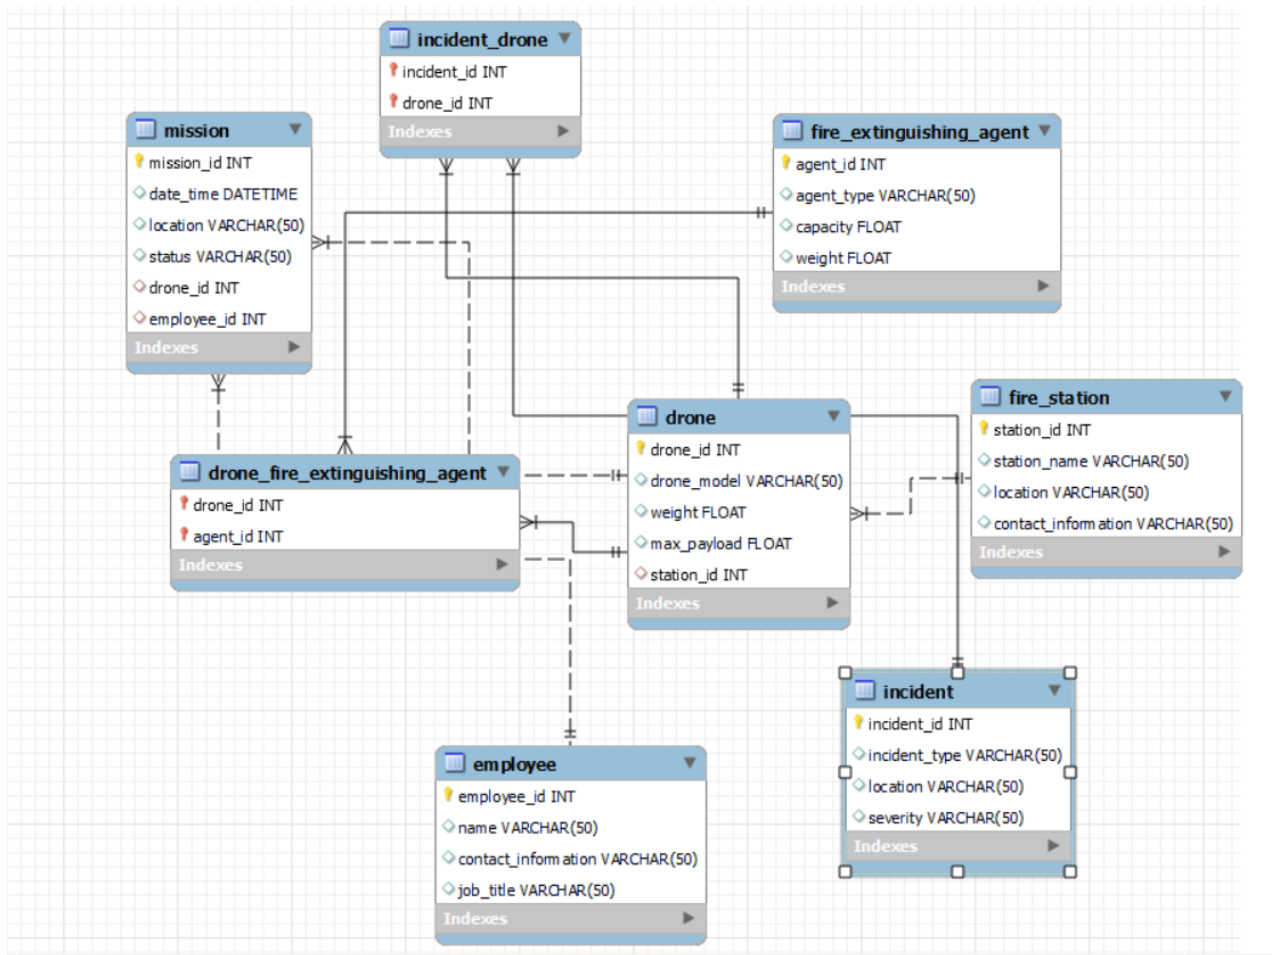 incident_drone
incident_id INT
drone_id INT
Indexes
mission
mission_id INT
date_time DATETIME
location VARCHAR(50)
status VARCHAR(50)
drone_id INT
employee_id INT
Indexes
fire_extinguishing_agent
agent_id INT
agent_type VARCHAR(50)
capacity FLOAT
weight FLOAT
Indexes
drone_fire_extinguishing_agent
drone_id INT
agent_id INT
Indexes
drone
drone_id INT
drone_model VARCHAR(50)
weight FLOAT
max_payload FLOAT
station_id INT
Indexes
fire_station
station_id INT
station_name VARCHAR(50)
location VARCHAR(50)
contact_information VARCHAR(50)
Indexes
employee
employee_id INT
name VARCHAR(50)
contact_information VARCHAR(50)
job_title VARCHAR(50)
Indexes
incident
incident_id INT
incident_type VARCHAR(50)
location VARCHAR(50)
severity VARCHAR(50)
Indexes